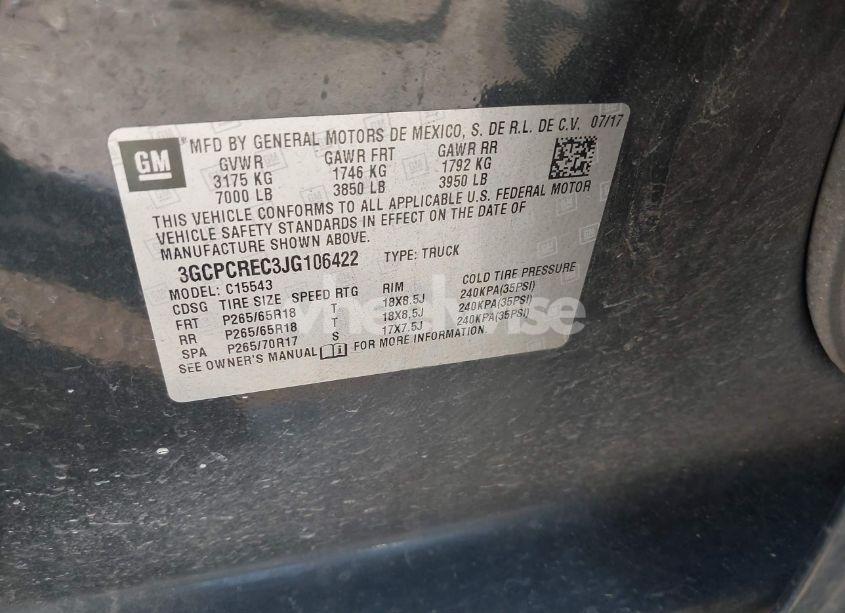 GM
MFD BY GENERAL MOTORS DE MEXICO, S. DE R.L. DE C.V. 07/17
GVWR GAWR FRT GAWR RR
3175 KG 1746 KG 1792 KG
7000 LB 3850 LB 3950 LB
THIS VEHICLE CONFORMS TO ALL APPLICABLE U.S. FEDERAL MOTOR
VEHICLE SAFETY STANDARDS IN EFFECT ON THE DATE OF
MANUFACTURE SHOWN ABOVE.
3GCPCREC3JG106422 TYPE: TRUCK
MODEL: C15543
CDSG TIRE SIZE SPEED RTG RIM COLD TIRE PRESSURE
FRT P265/65R18 T 18X8.5J 240KPA(35PSI)
RR P265/65R18 T 18X8.5J 240KPA(35PSI)
SPA P265/70R17 S 17X7.5J 240KPA(35PSI)
SEE OWNER'S MANUAL FOR MORE INFORMATION.